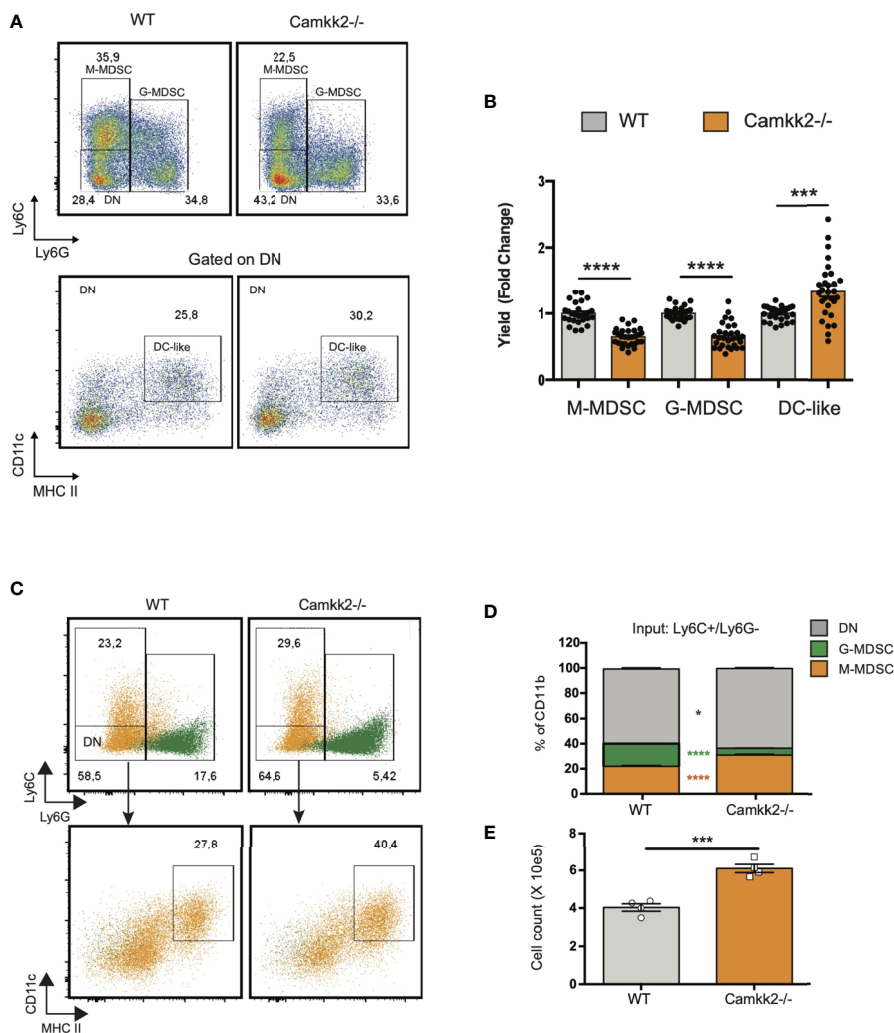 A
WT
Camkk2-/-
35,9
M-MDSC
G-MDSC
28,4
DN
34,8
22,5
M-MDSC
G-MDSC
43,2
DN
33,6
Ly6C
Ly6G
Gated on DN
DN
25,8
DC-like
DN
30,2
DC-like
CD11c
MHC II
B
WT
Camkk2-/-
Yield (Fold Change)
3
2
1
0
****
****
***
M-MDSC
G-MDSC
DC-like
C
WT
Camkk2-/-
23,2
DN
58,5
17,6
29,6
64,6
5,42
Ly6C
Ly6G
27,8
40,4
CD11c
MHC II
D
Input: Ly6C+/Ly6G-
DN
G-MDSC
M-MDSC
% of CD11b
120
100
80
60
40
20
0
*
****
****
WT
Camkk2-/-
E
Cell count (X 10e5)
8
6
4
2
0
***
WT
Camkk2-/-